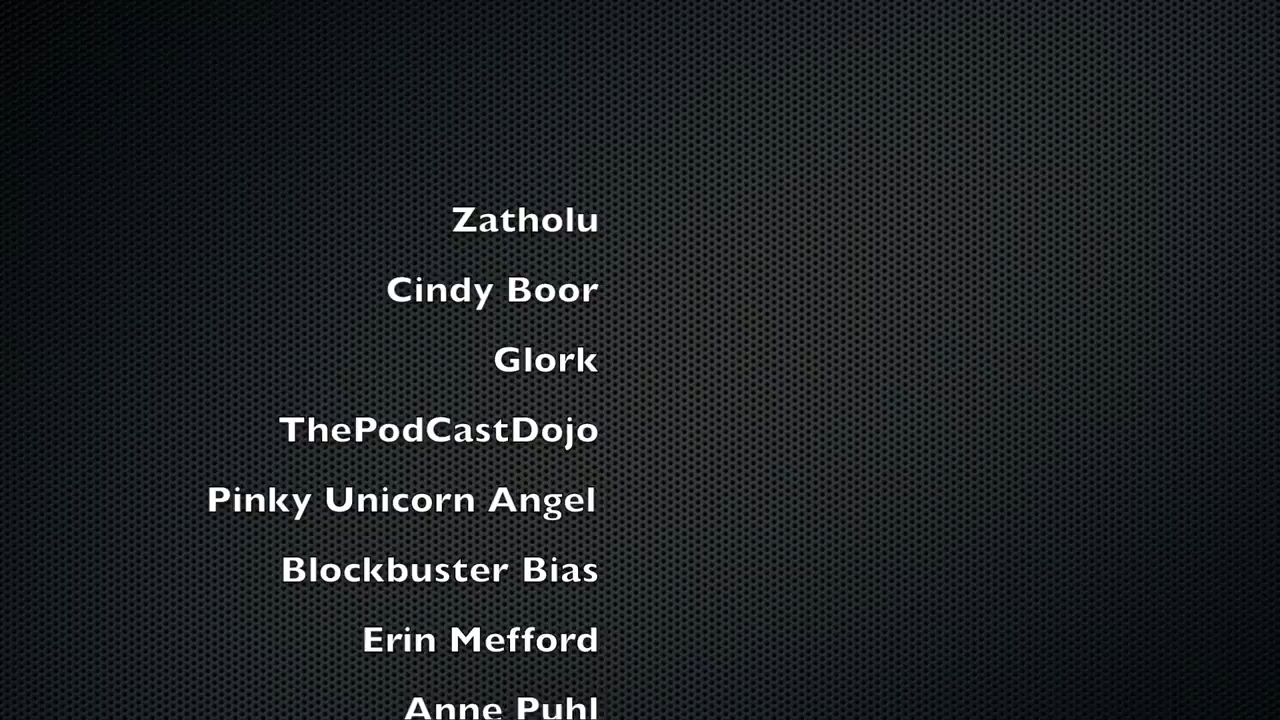 Zatholu
Cindy Boor
Glork
ThePodCastDojo
Pinky Unicorn Angel
Blockbuster Bias
Erin Mefford
Anne Puhl